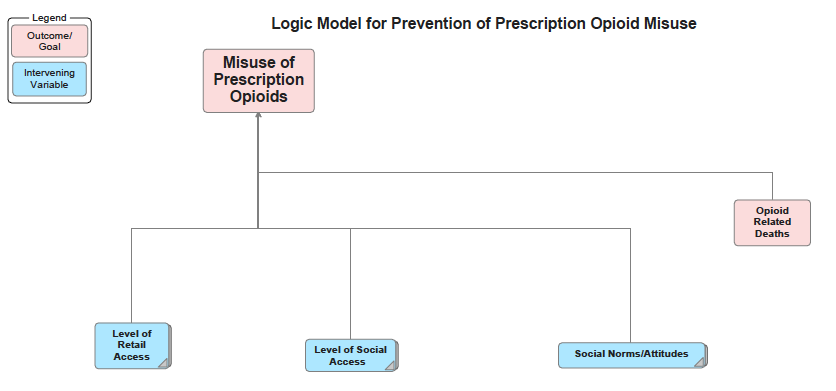 Legend
Outcome/
Goal
Intervening
Variable
Logic Model for Prevention of Prescription Opioid Misuse
Misuse of
Prescription
Opioids
Opioid
Related
Deaths
Level of
Retail
Access
Level of Social
Access
Social Norms/Attitudes